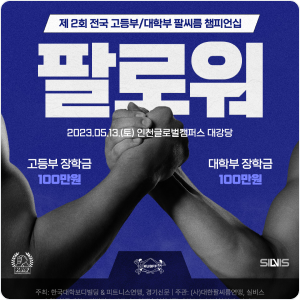 제 2회 전국 고등부/대학부 팔씨름 챔피언십
팔로워
2023.05.13.(토) 인천글로벌캠퍼스 대강당
고등부 장학금
100만원
대학부 장학금
100만원
SILVIS
주최: 한국대학보디빌딩 & 피트니스연맹, 경기신문 | 주관: (사)대한팔씨름연맹, 실비스